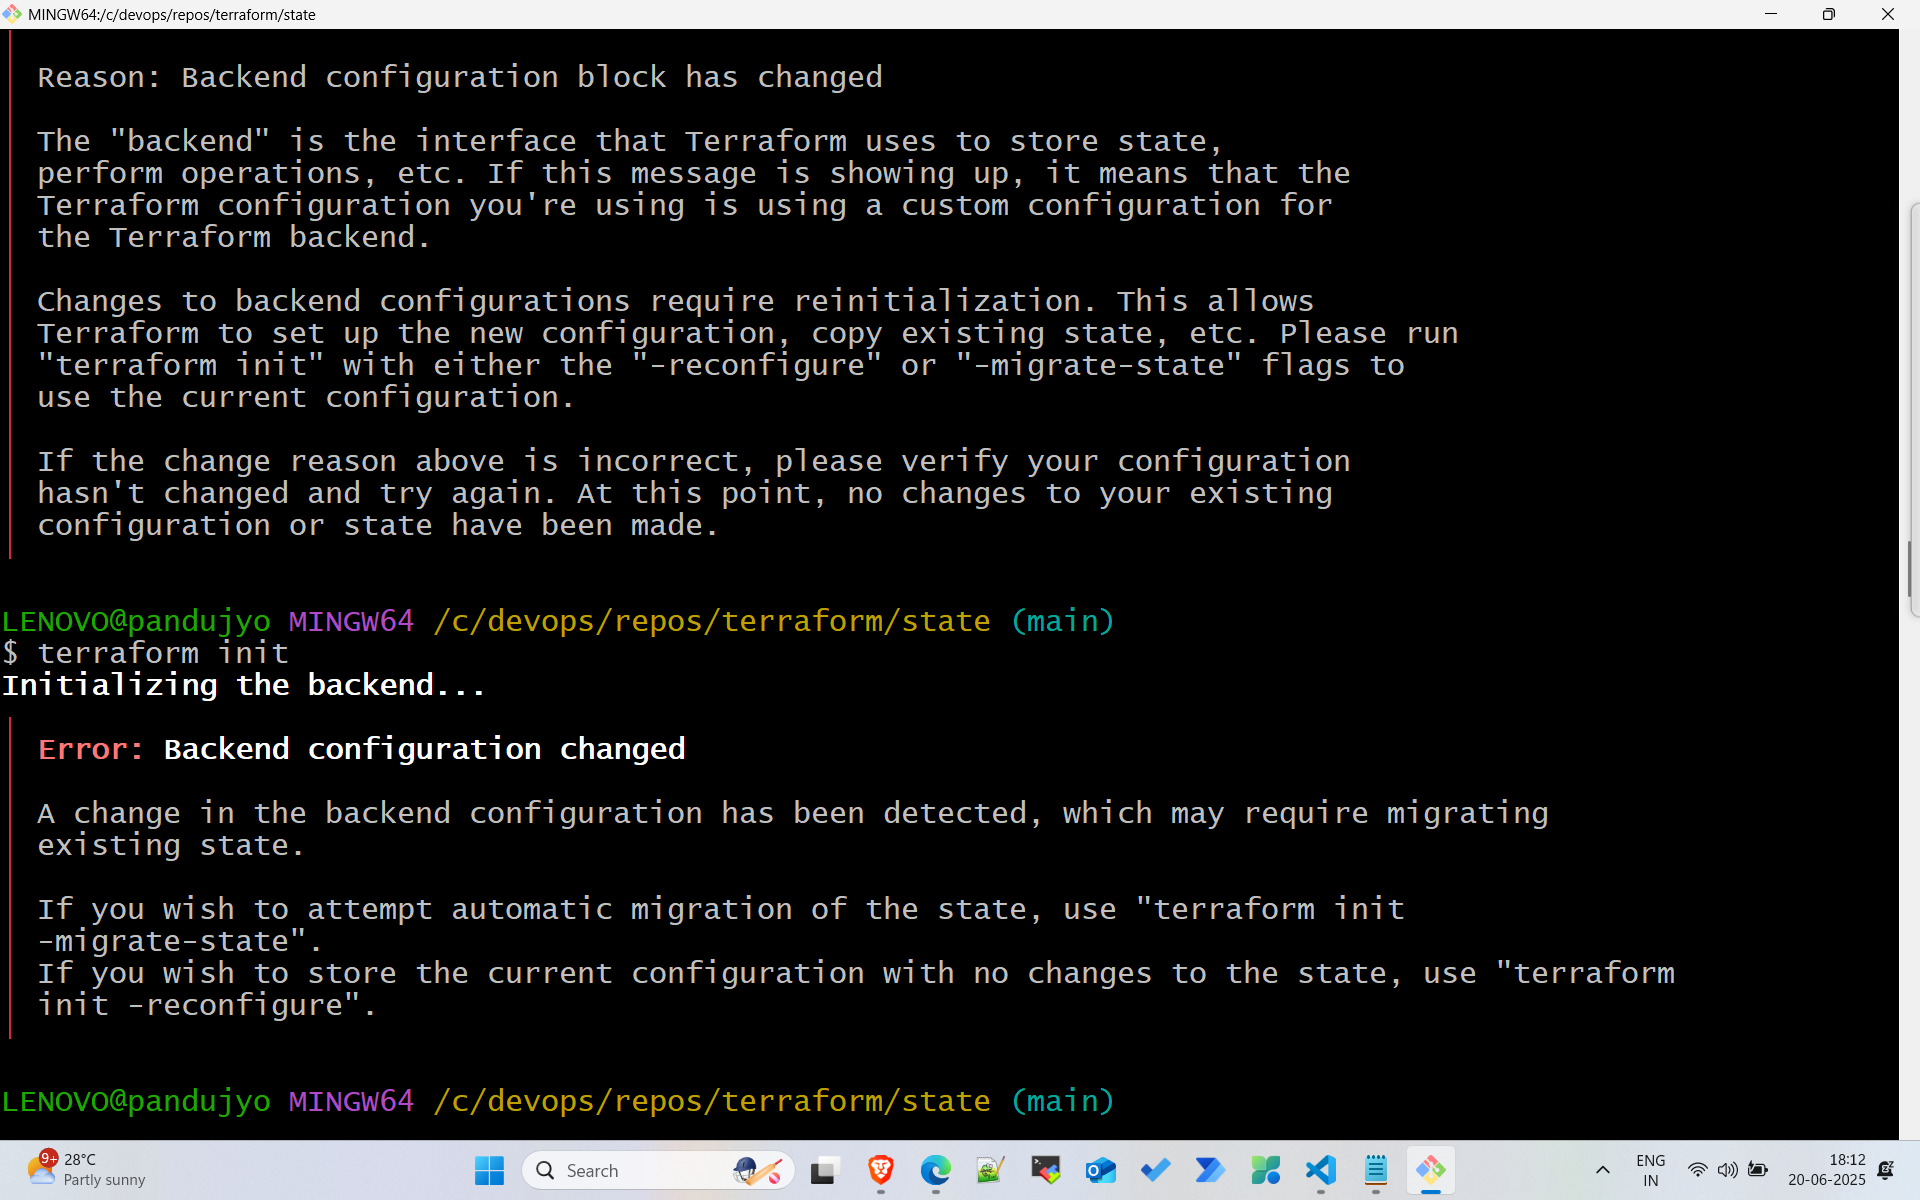 MINGW64:/c/devops/repos/terraform/state
Reason: Backend configuration block has changed
The "backend" is the interface that Terraform uses to store state,
perform operations, etc. If this message is showing up, it means that the
Terraform configuration you're using is using a custom configuration for
the Terraform backend.
Changes to backend configurations require reinitialization. This allows
Terraform to set up the new configuration, copy existing state, etc. Please run
"terraform init" with either the "-reconfigure" or "-migrate-state" flags to
use the current configuration.
If the change reason above is incorrect, please verify your configuration
hasn't changed and try again. At this point, no changes to your existing
configuration or state have been made.
LENOVO@pandujyo MINGW64 /c/devops/repos/terraform/state (main)
$ terraform init
Initializing the backend...
Error: Backend configuration changed
A change in the backend configuration has been detected, which may require migrating
existing state.
If you wish to attempt automatic migration of the state, use "terraform init
-migrate-state".
If you wish to store the current configuration with no changes to the state, use "terraform
init -reconfigure".
LENOVO@pandujyo MINGW64 /c/devops/repos/terraform/state (main)
9+
28°C
Partly sunny
Search
ENG
IN
18:12
20-06-2025